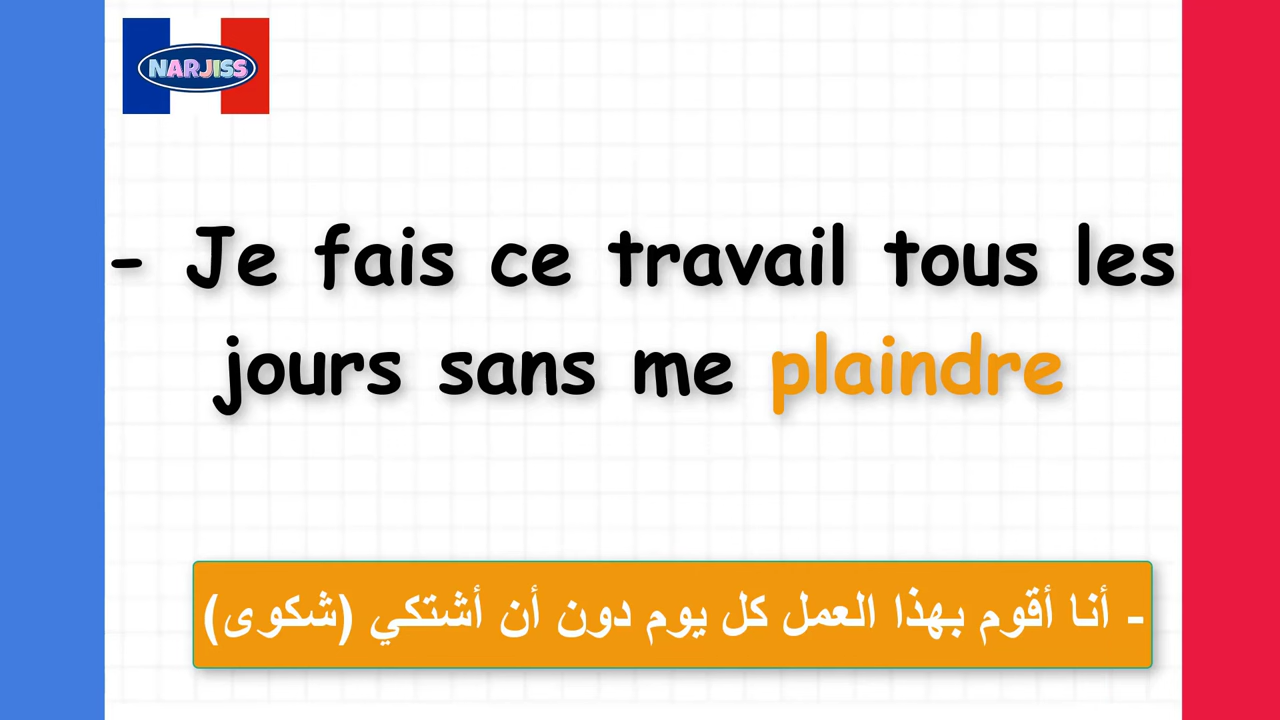 NARJISS
- Je fais ce travail tous les
jours sans me plaindre
- أنا أقوم بهذا العمل كل يوم دون أن أشتكي (شكوى)